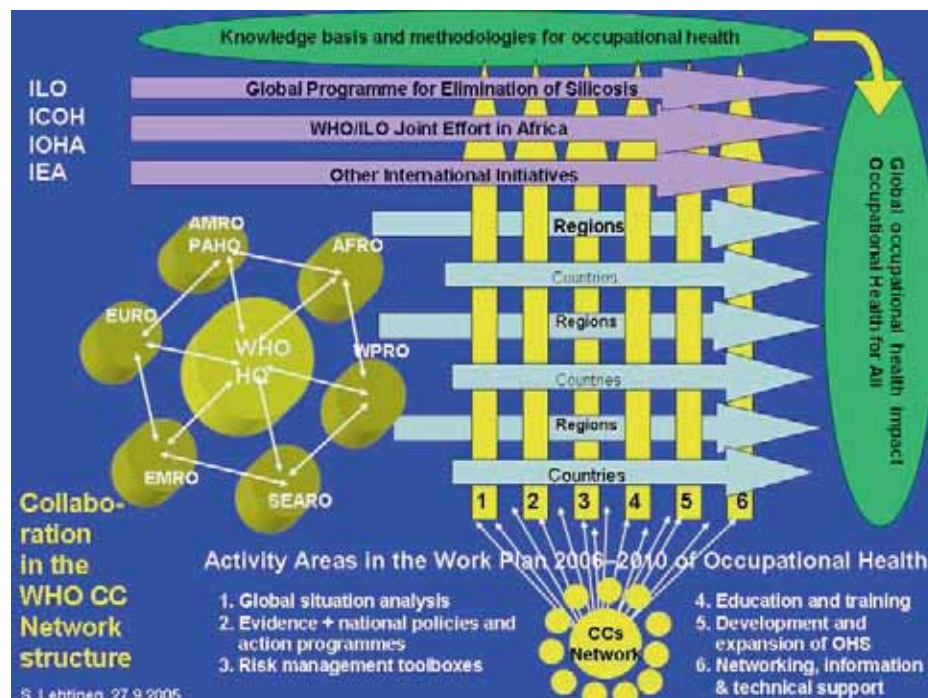 Knowledge basis and methodologies for occupational health
ILO
ICOH
IOHA
IEA
Global Programme for Elimination of Silicosis
WHO/ILO Joint Effort in Africa
Other International Initiatives
Global occupational health impact
Occupational Health for All
AMRO
PAHO
AFRO
EURO
WHO
HQ
WPRO
EMRO
SEARO
Regions
Countries
Regions
Countries
Regions
Countries
1 2 3 4 5 6
Collabo-
ration
in the
WHO CC
Network
structure
Activity Areas in the Work Plan 2006–2010 of Occupational Health
1. Global situation analysis
2. Evidence + national policies and
action programmes
3. Risk management toolboxes
CCs
Network
4. Education and training
5. Development and
expansion of OHS
6. Networking, information
& technical support
S. Lehtinen, 27.9.2005